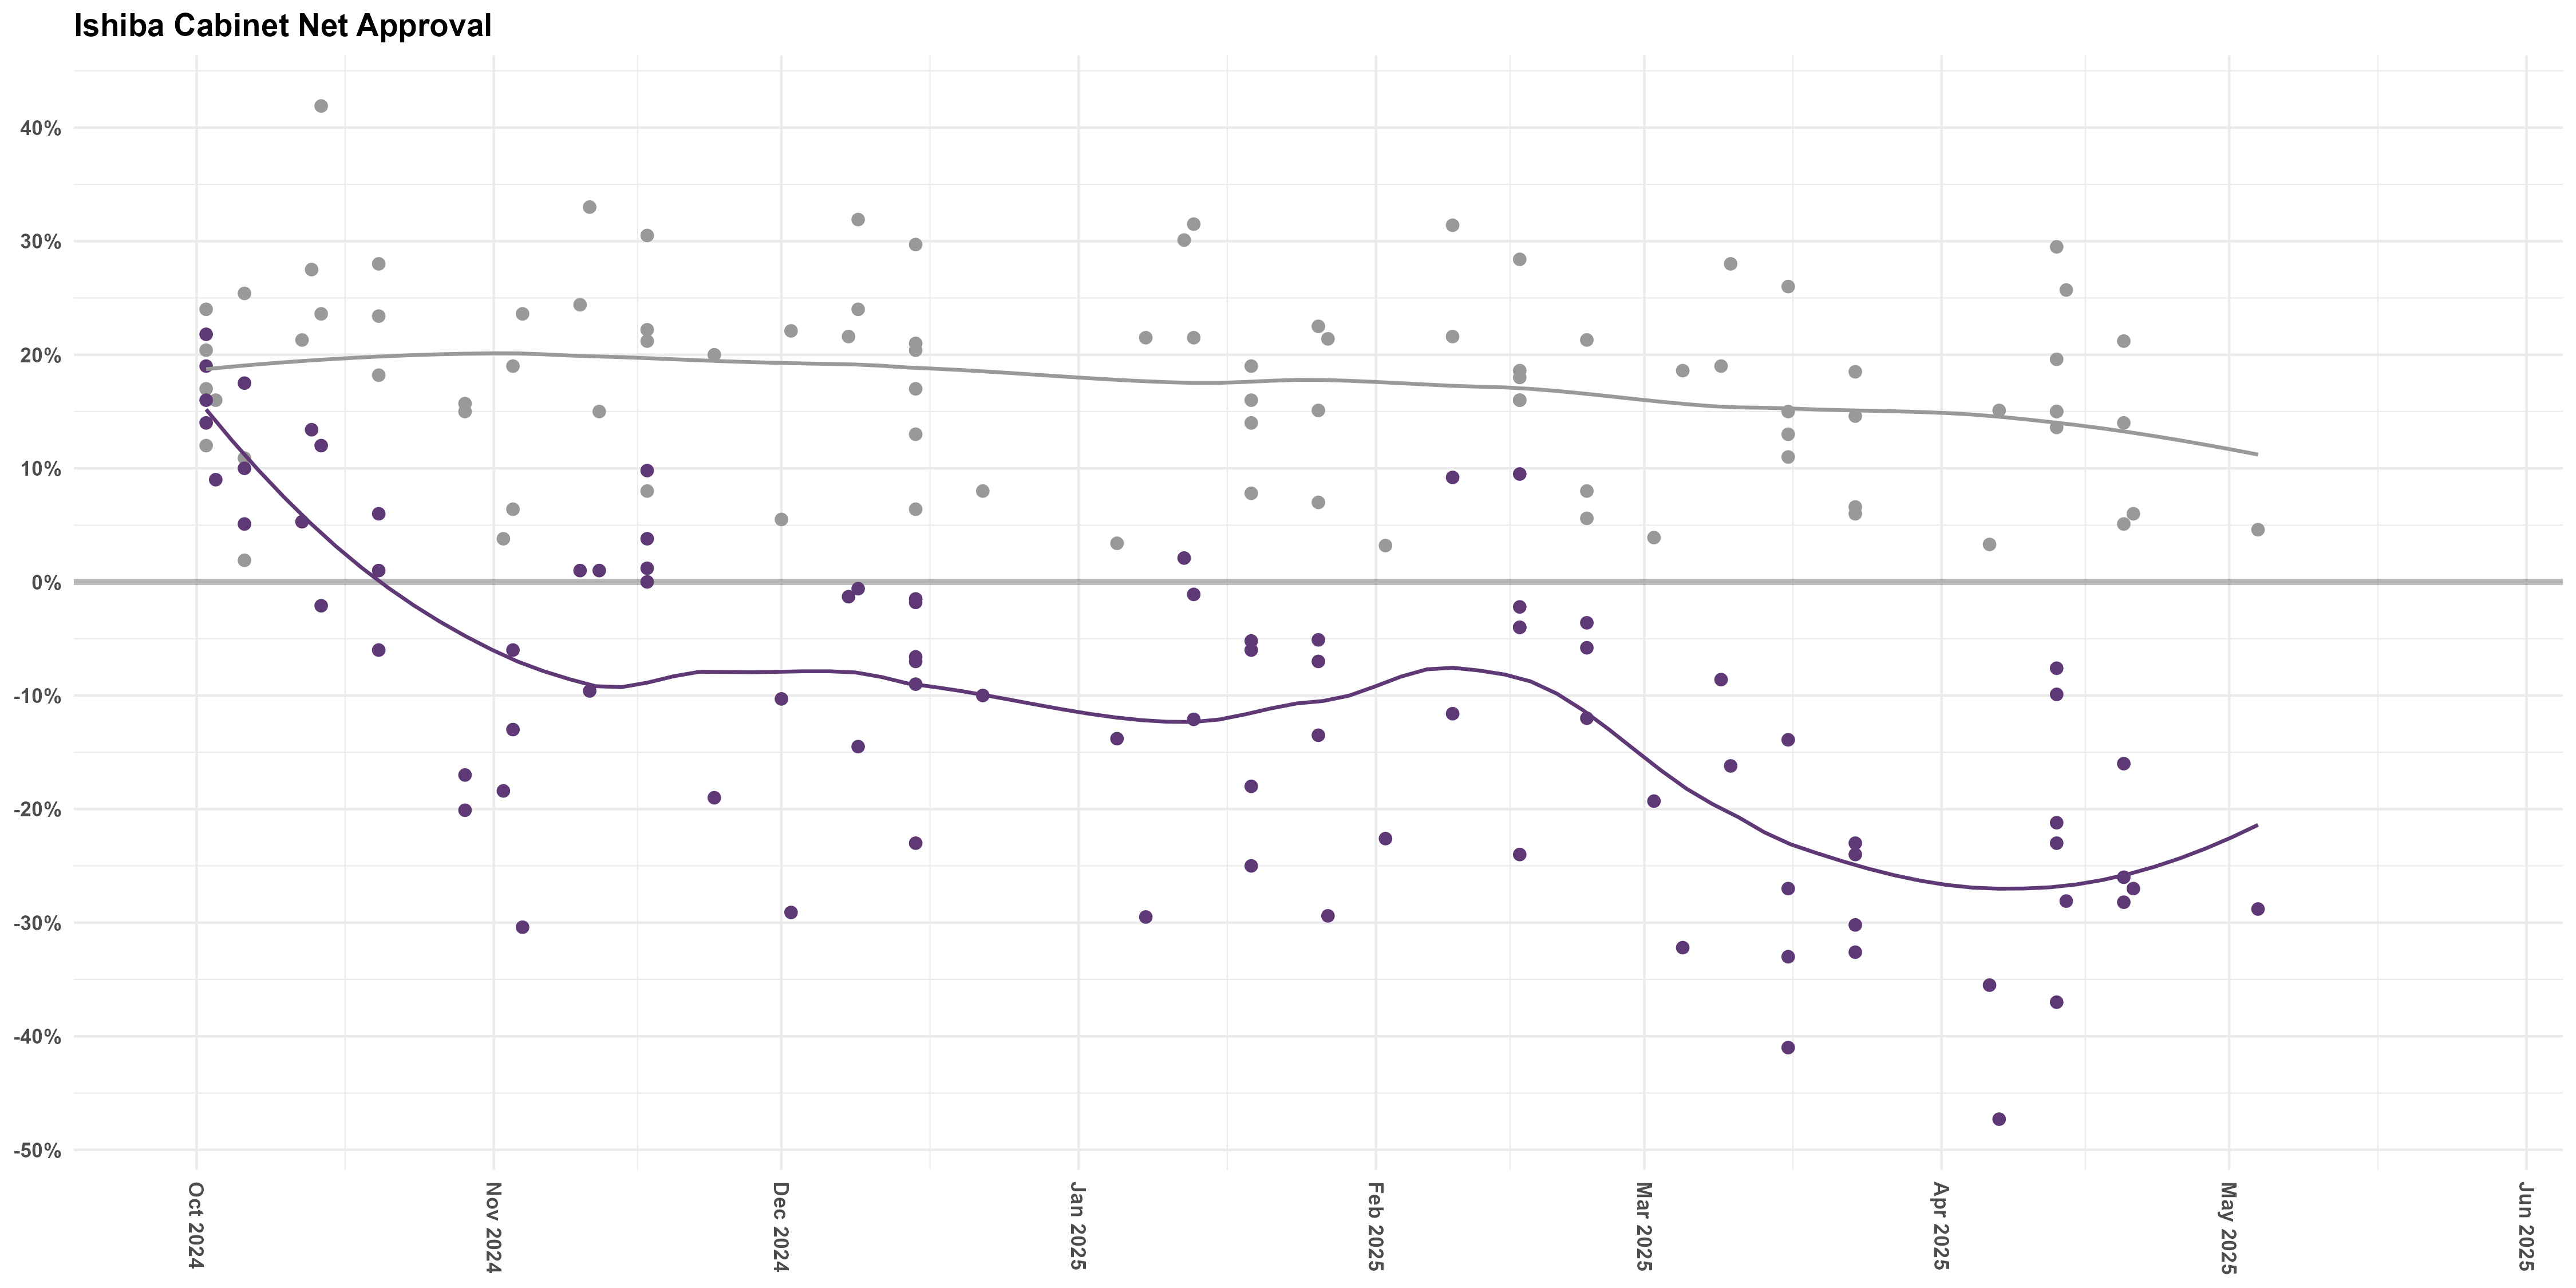 Ishiba Cabinet Net Approval
40%
30%
20%
10%
0%
-10%
-20%
-30%
-40%
-50%
Oct 2024
Nov 2024
Dec 2024
Jan 2025
Feb 2025
Mar 2025
Apr 2025
May 2025
Jun 2025